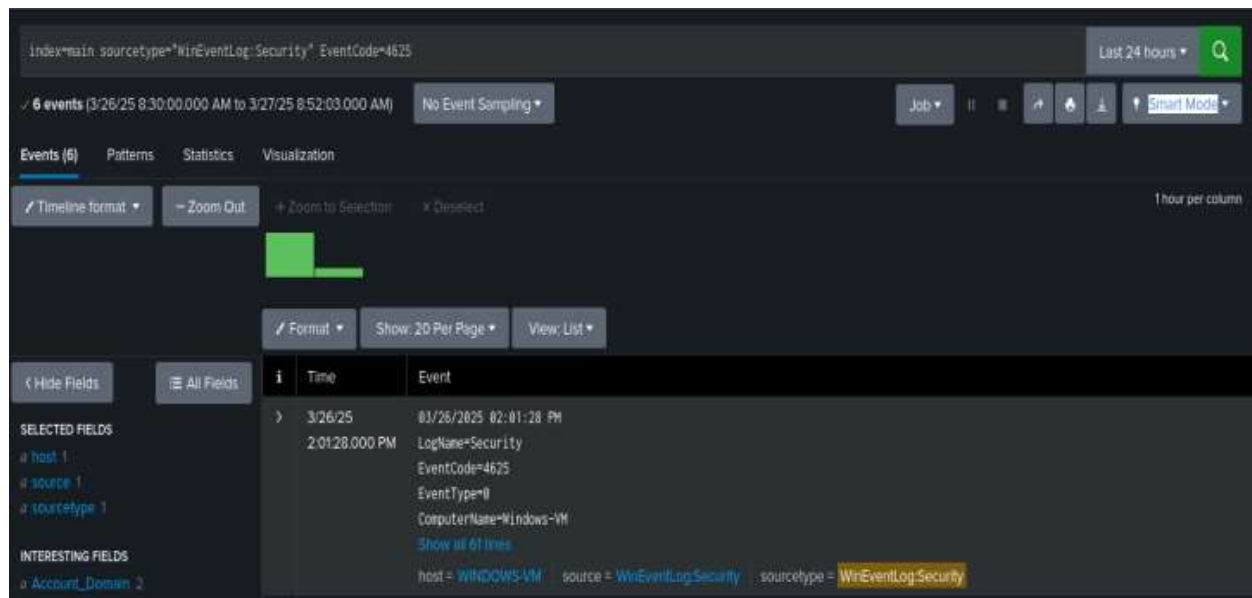 index=main sourcetype="WinEventLog:Security" EventCode=4625
Last 24 hours
6 events (3/26/25 8:30:00.000 AM to 3/27/25 8:52:03.000 AM)
No Event Sampling
Job
Smart Mode
Events (6)
Patterns
Statistics
Visualization
Timeline format
– Zoom Out
+ Zoom to Selection
× Deselect
1 hour per column
Format
Show: 20 Per Page
View: List
< Hide Fields
All Fields
i
Time
Event
SELECTED FIELDS
a host 1
a source 1
a sourcetype 1
INTERESTING FIELDS
a Account_Domain 2
> 3/26/25
2:01:28.000 PM
03/26/2025 02:01:28 PM
LogName=Security
EventCode=4625
EventType=0
ComputerName=Windows-VM
Show all 61 lines
host = WINDOWS-VM
source = WinEventLog:Security
sourcetype = WinEventLog:Security